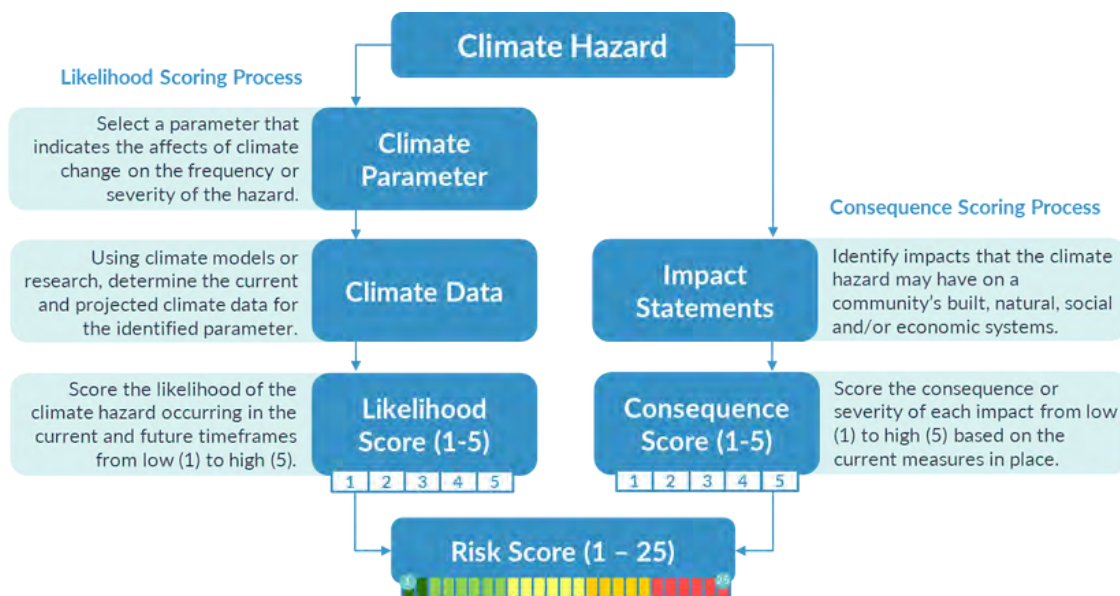 Climate Hazard
Likelihood Scoring Process
Select a parameter that
indicates the affects of climate
change on the frequency or
severity of the hazard.
Climate
Parameter
Consequence Scoring Process
Using climate models or
research, determine the current
and projected climate data for
the identified parameter.
Climate Data
Impact
Statements
Identify impacts that the climate
hazard may have on a
community's built, natural, social
and/or economic systems.
Score the likelihood of the
climate hazard occurring in the
current and future timeframes
from low (1) to high (5).
Likelihood
Score (1-5)
1 2 3 4 5
Consequence
Score (1-5)
1 2 3 4 5
Score the consequence or
severity of each impact from low
(1) to high (5) based on the
current measures in place.
Risk Score (1 – 25)
1 25